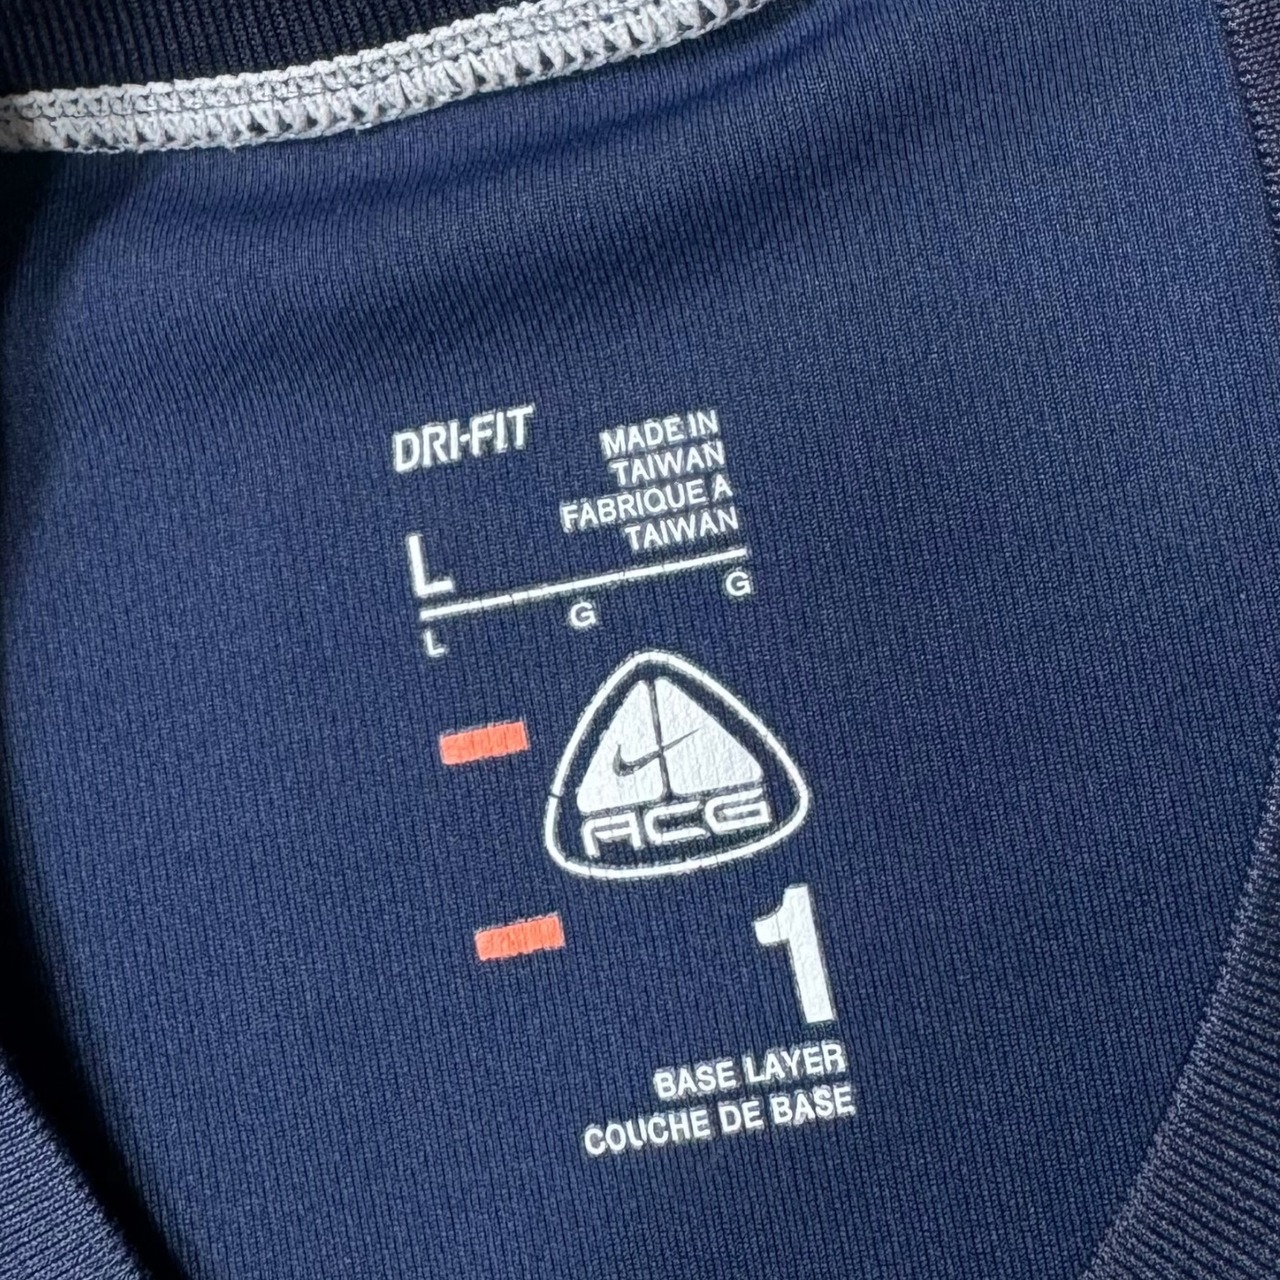 DRI-FIT
MADE IN
TAIWAN
FABRIQUE A
TAIWAN
L
L G G
ACG
1
BASE LAYER
COUCHE DE BASE